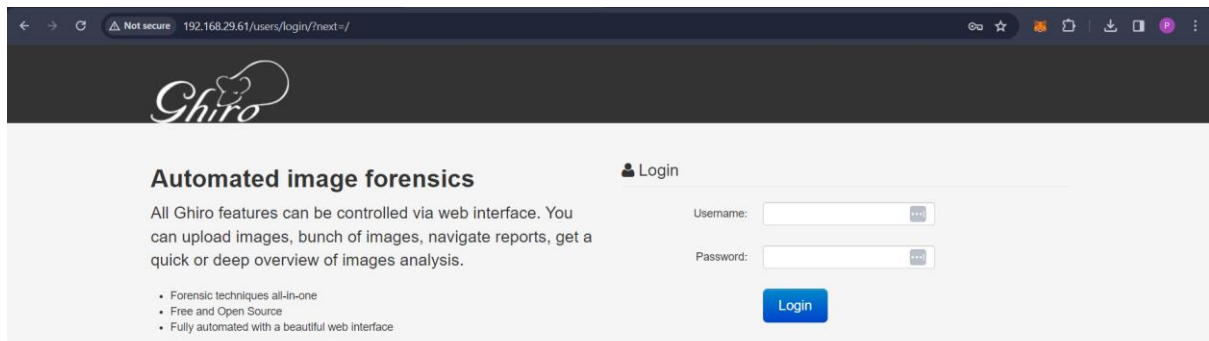 Not secure 192.168.29.61/users/login/?next=/
P
Ghiro
Automated image forensics
All Ghiro features can be controlled via web interface. You
can upload images, bunch of images, navigate reports, get a
quick or deep overview of images analysis.
• Forensic techniques all-in-one
• Free and Open Source
• Fully automated with a beautiful web interface
Login
Username:
Password:
Login